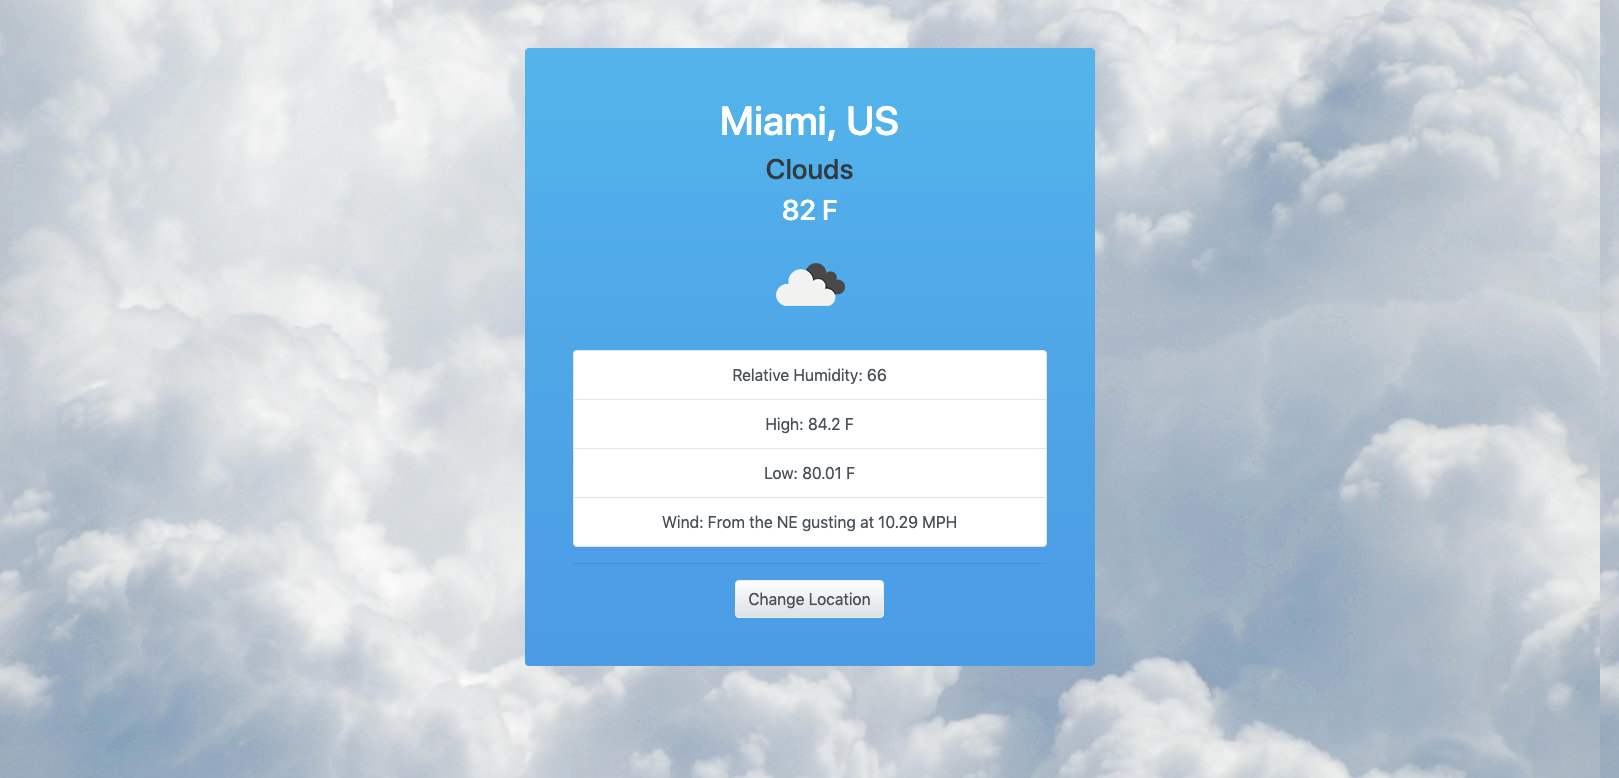 Miami, US
Clouds
82 F
Relative Humidity: 66
High: 84.2 F
Low: 80.01 F
Wind: From the NE gusting at 10.29 MPH
Change Location